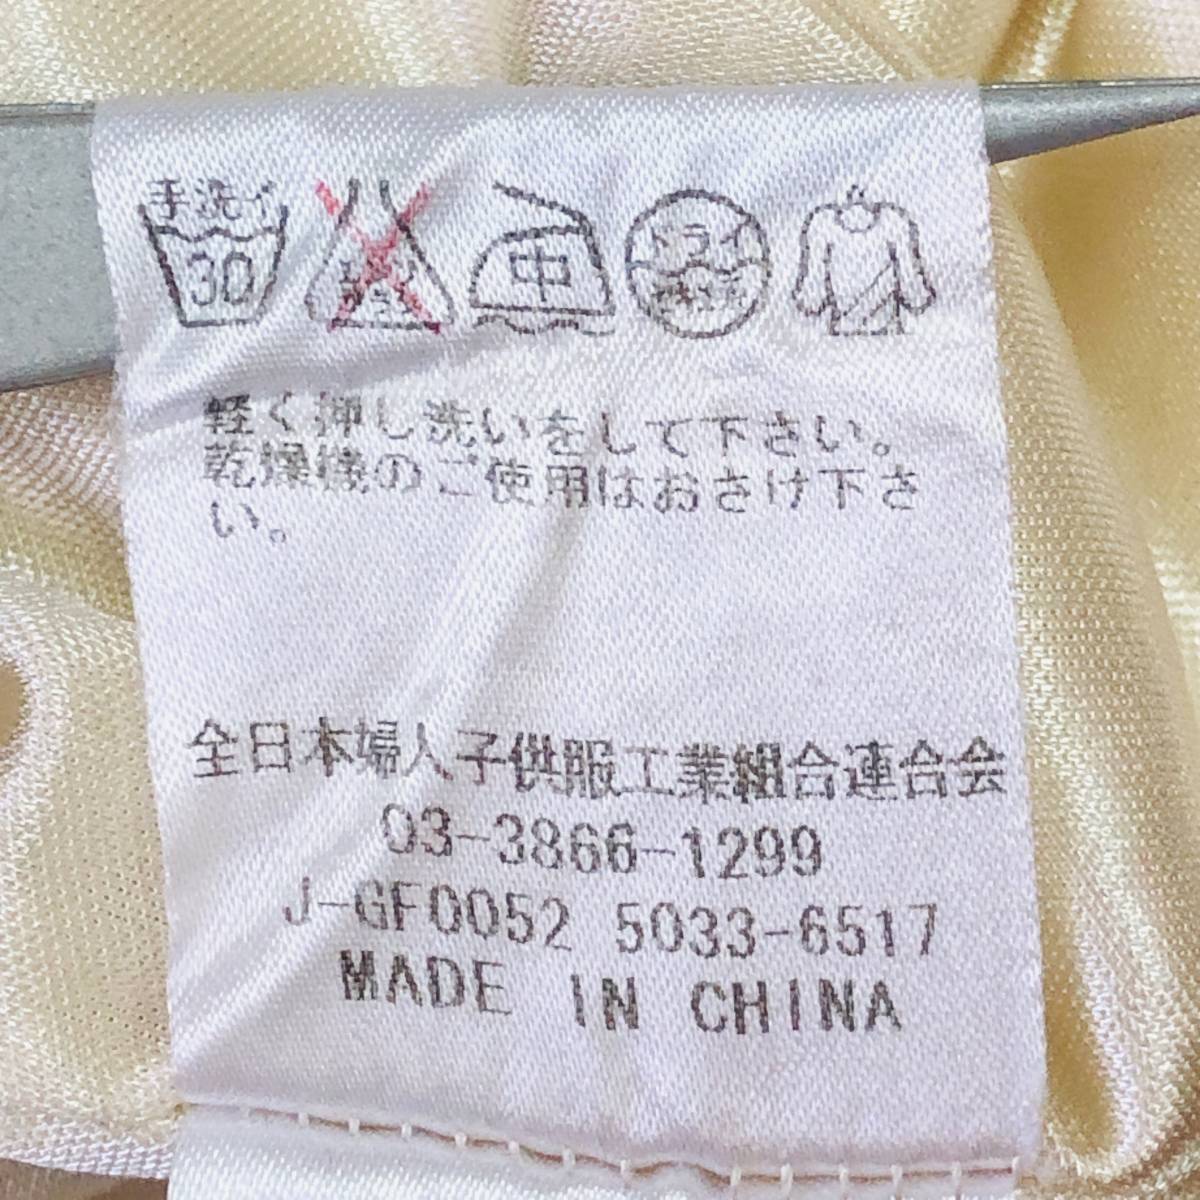 手洗イ
30
中
ドライ
軽く押し洗いをして下さい。
乾燥機のご使用はおさけ下さ
い。
全日本婦人子供服工業組合連合会
03-3866-1299
J-GF0052 5033-6517
MADE IN CHINA